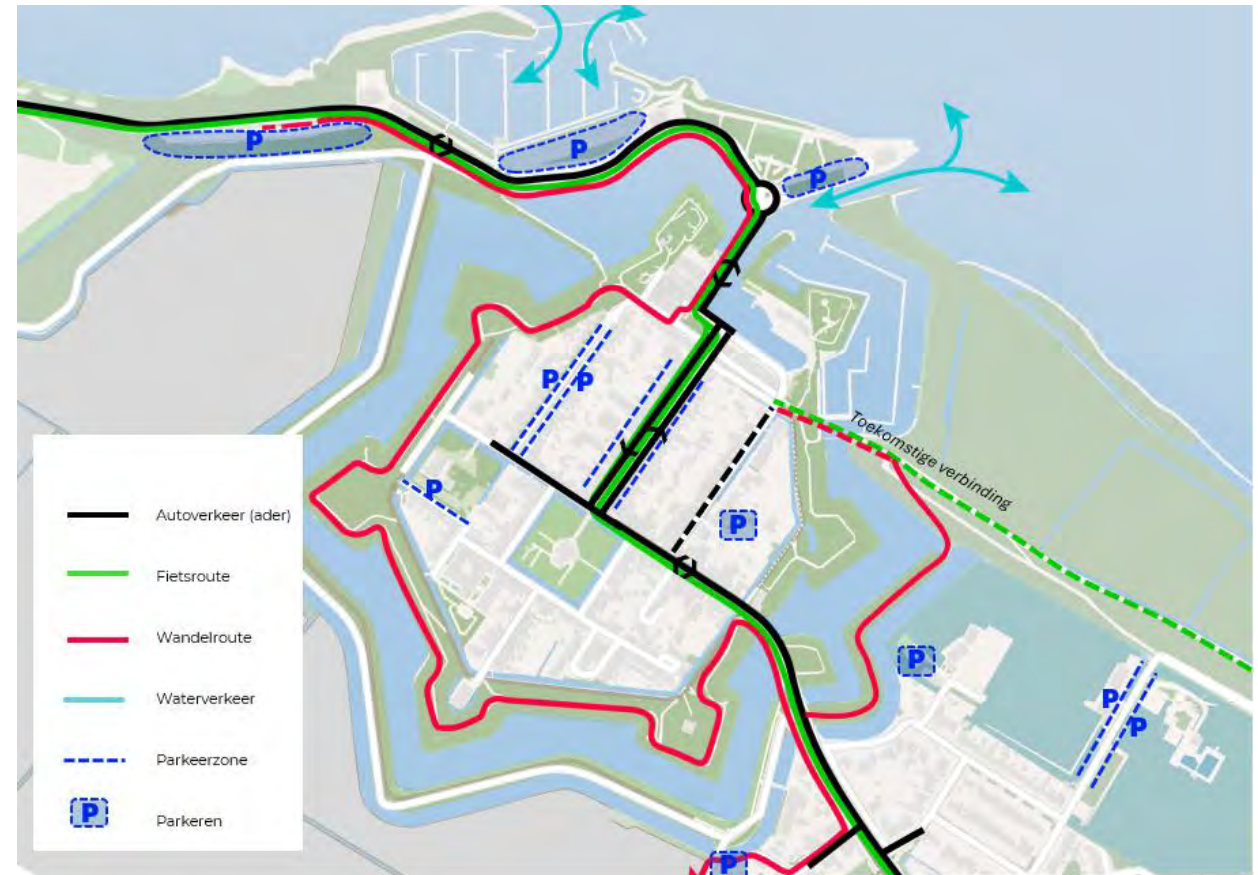 P
P
P
P P
Toekomstige verbinding
P
P
P
P
P
P
Autoverkeer (ader)
Fietsroute
Wandelroute
Waterverkeer
Parkeerzone
P Parkeren